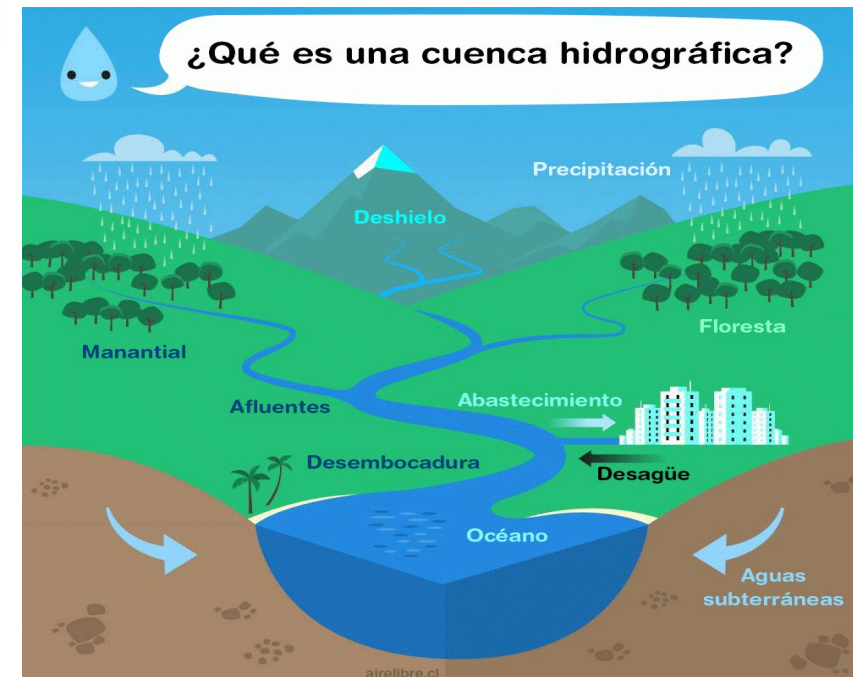 ¿Qué es una cuenca hidrográfica?
Precipitación
Deshielo
Floresta
Manantial
Afluentes
Abastecimiento
Desembocadura
Desagüe
Océano
Aguas
subterráneas
airelibre.cl